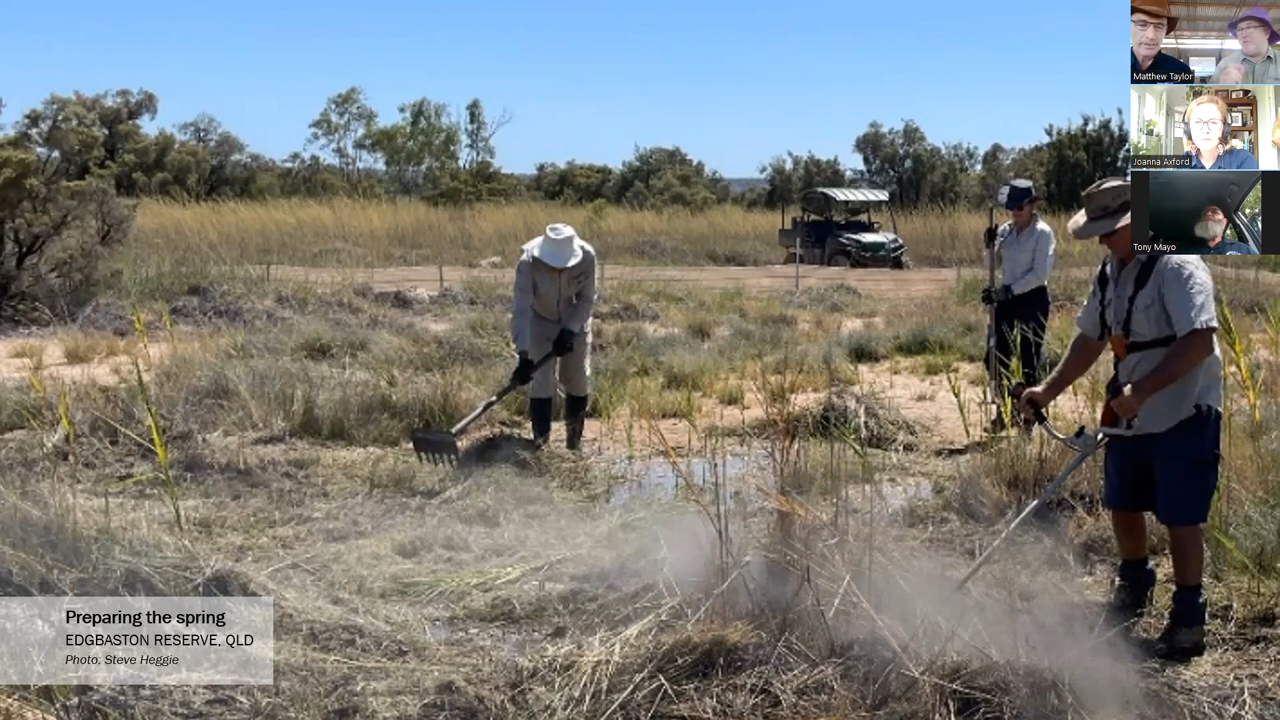 Matthew Taylor
Joanna Axford
Tony Mayo
Preparing the spring
EDGBASTON RESERVE, QLD
Photo: Steve Heggie